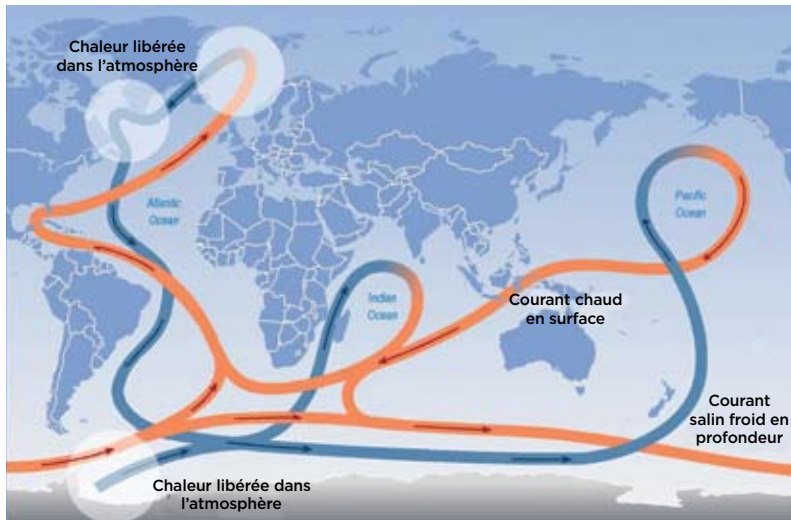 Chaleur libérée
dans l'atmosphère
Atlantic
Ocean
Pacific
Ocean
Indian
Ocean
Courant chaud
en surface
Courant
salin froid en
profondeur
Chaleur libérée dans
l'atmosphère